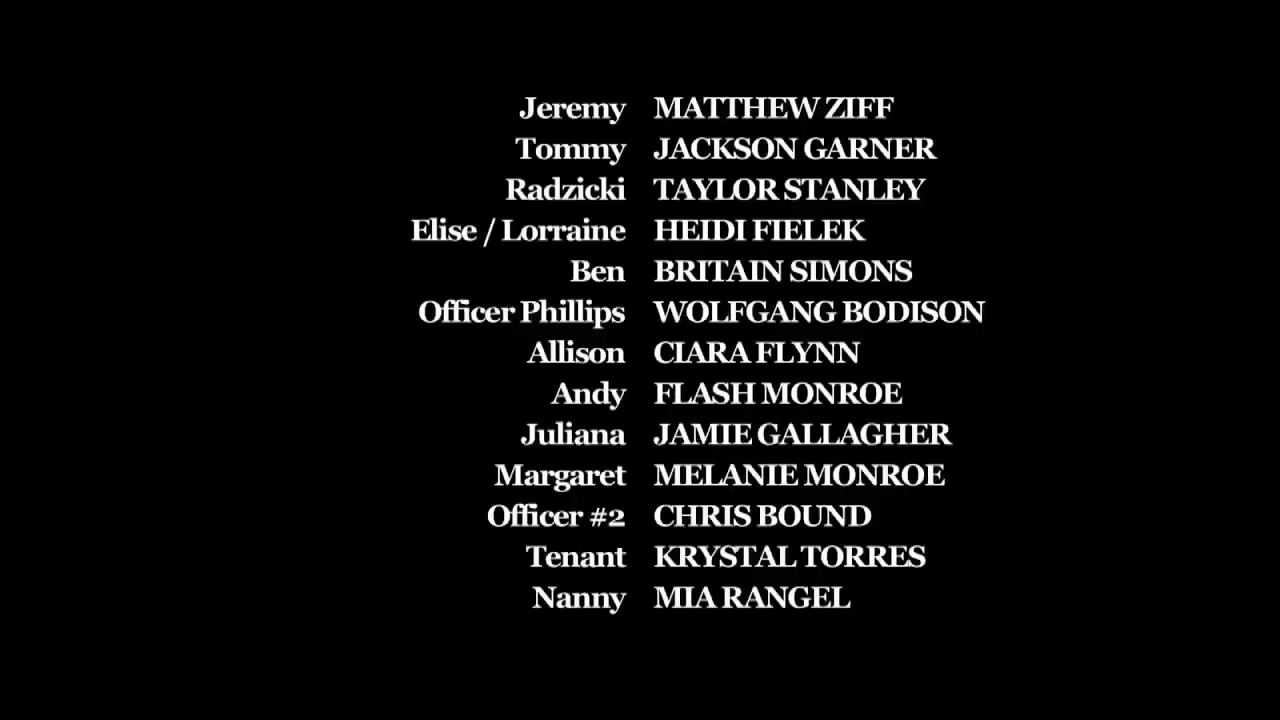 Jeremy MATTHEW ZIFF
Tommy JACKSON GARNER
Radzicki TAYLOR STANLEY
Elise / Lorraine HEIDI FIELEK
Ben BRITAIN SIMONS
Officer Phillips WOLFGANG BODISON
Allison CIARA FLYNN
Andy FLASH MONROE
Juliana JAMIE GALLAGHER
Margaret MELANIE MONROE
Officer #2 CHRIS BOUND
Tenant KRYSTAL TORRES
Nanny MIA RANGEL